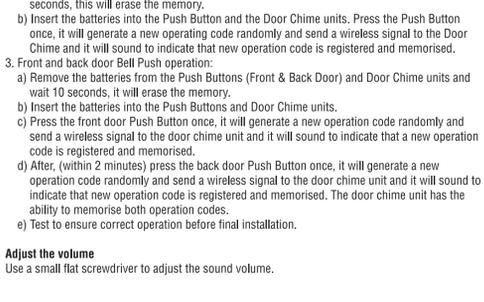 seconds, this will erase the memory.
b) Insert the batteries into the Push Button and the Door Chime units. Press the Push Button
once, it will generate a new operating code randomly and send a wireless signal to the Door
Chime and it will sound to indicate that new operation code is registered and memorised.
3. Front and back door Bell Push operation:
a) Remove the batteries from the Push Buttons (Front & Back Door) and Door Chime units and
wait 10 seconds, it will erase the memory.
b) Insert the batteries into the Push Buttons and Door Chime units.
c) Press the front door Push Button once, it will generate a new operation code randomly and
send a wireless signal to the door chime unit and it will sound to indicate that a new operation
code is registered and memorised.
d) After, (within 2 minutes) press the back door Push Button once, it will generate a new
operation code randomly and send a wireless signal to the door chime unit and it will sound to
indicate that new operation code is registered and memorised. The door chime unit has the
ability to memorise both operation codes.
e) Test to ensure correct operation before final installation.
Adjust the volume
Use a small flat screwdriver to adjust the sound volume.